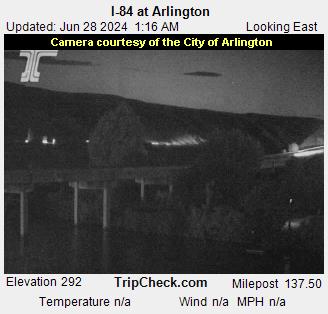 I-84 at Arlington
Updated: Jun 28 2024 1:16 AM Looking East
Camera courtesy of the City of Arlington
Elevation 292 TripCheck.com Milepost 137.50
Temperature n/a Wind n/a MPH n/a